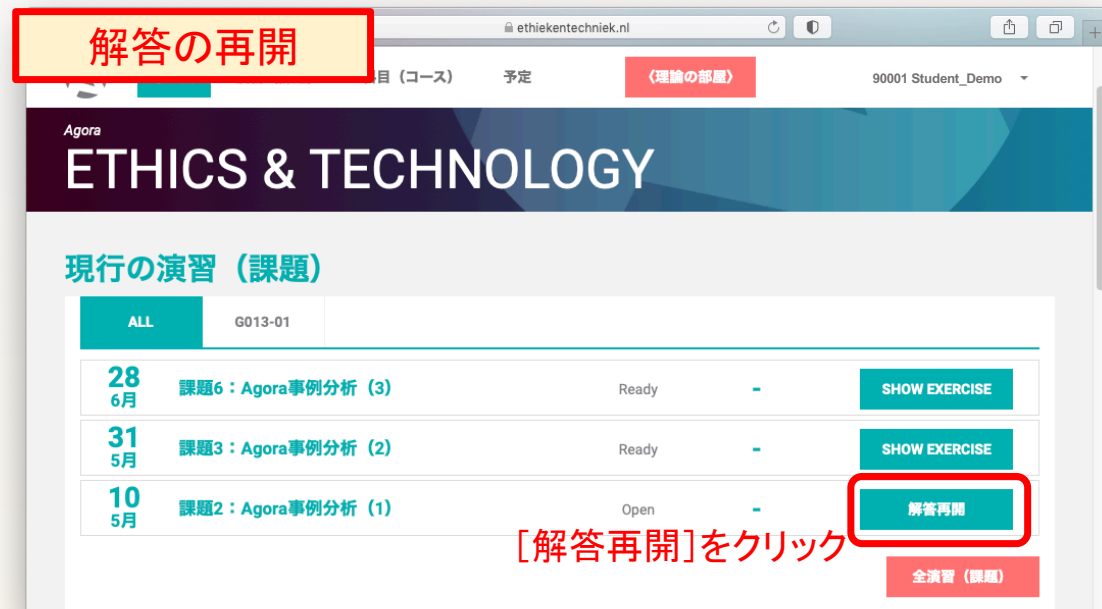 解答の再開
ethiekentechniek.nl
目（コース） 予定 〈理論の部屋〉 90001 Student_Demo
Agora
ETHICS & TECHNOLOGY
現行の演習（課題）
ALL G013-01
28 6月 課題6：Agora事例分析（3） Ready - SHOW EXERCISE
31 5月 課題3：Agora事例分析（2） Ready - SHOW EXERCISE
10 5月 課題2：Agora事例分析（1） Open - 解答再開
［解答再開］をクリック
全演習（課題）